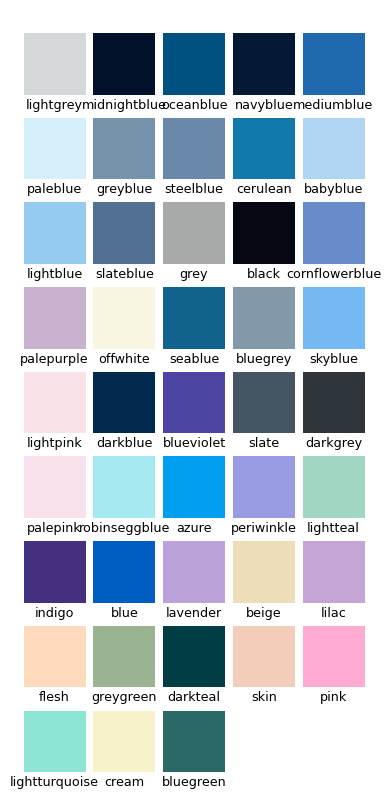 lightgrey midnightblue oceanblue navyblue mediumblue
paleblue greyblue steelblue cerulean babyblue
lightblue slateblue grey black cornflowerblue
palepurple offwhite seablue bluegrey skyblue
lightpink darkblue blueviolet slate darkgrey
palepink robinseggblue azure periwinkle lightteal
indigo blue lavender beige lilac
flesh greygreen darkteal skin pink
lightturquoise cream bluegreen